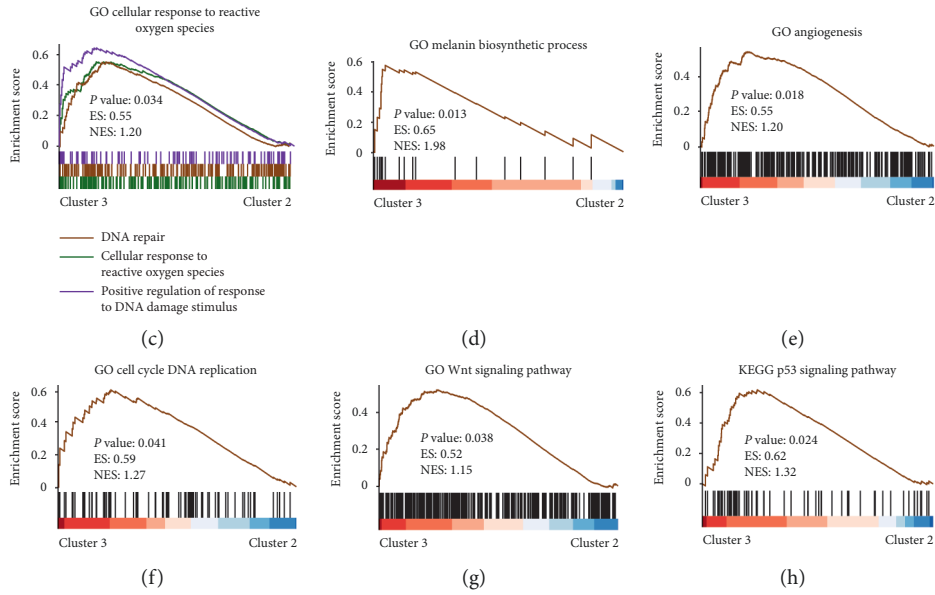 GO cellular response to reactive
oxygen species
Enrichment score
0.6
0.4
0.2
0
P value: 0.034
ES: 0.55
NES: 1.20
Cluster 3
Cluster 2
DNA repair
Cellular response to
reactive oxygen species
Positive regulation of response
to DNA damage stimulus
(c)
GO melanin biosynthetic process
Enrichment score
0.6
0.4
0.2
0
P value: 0.013
ES: 0.65
NES: 1.98
Cluster 3
Cluster 2
(d)
GO angiogenesis
Enrichment score
0.4
0.2
0
P value: 0.018
ES: 0.55
NES: 1.20
Cluster 3
Cluster 2
(e)
GO cell cycle DNA replication
Enrichment score
0.6
0.4
0.2
0
P value: 0.041
ES: 0.59
NES: 1.27
Cluster 3
Cluster 2
(f)
GO Wnt signaling pathway
Enrichment score
0.4
0.2
0
P value: 0.038
ES: 0.52
NES: 1.15
Cluster 3
Cluster 2
(g)
KEGG p53 signaling pathway
Enrichment score
0.6
0.4
0.2
0
P value: 0.024
ES: 0.62
NES: 1.32
Cluster 3
Cluster 2
(h)